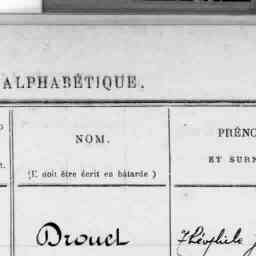 ALPHABÉTIQUE.
NOM.
(Il doit être écrit en bâtarde)
PRÉNO
ET SURN
Drouet
Théophile